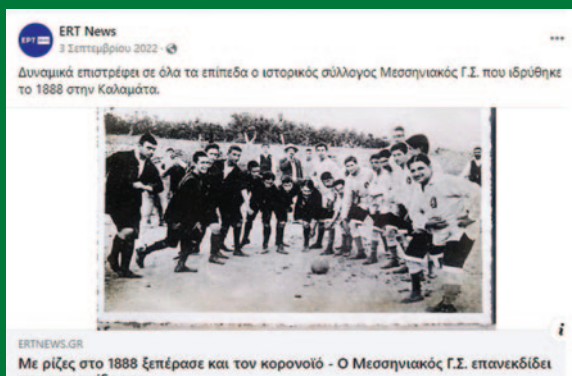 ERT News
ΕΡΤ
3 Σεπτεμβρίου 2022
Δυναμικά επιστρέφει σε όλα τα επίπεδα ο ιστορικός σύλλογος Μεσσηνιακός Γ.Σ. που ιδρύθηκε
το 1888 στην Καλαμάτα.
ERTNEWS.GR
Με ρίζες στο 1888 ξεπέρασε και τον κορονοϊό - Ο Μεσσηνιακός Γ.Σ. επανεκδίδει